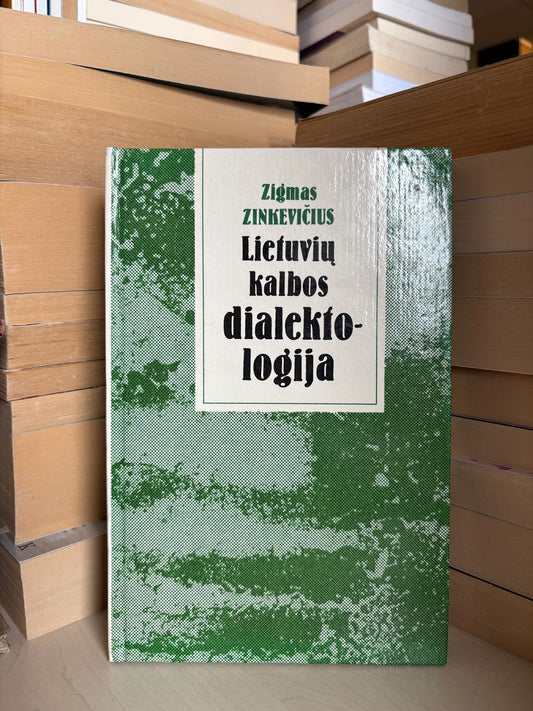 Zigmas
ZINKEVIČIUS
Lietuvių
kalbos
dialekto-
logija